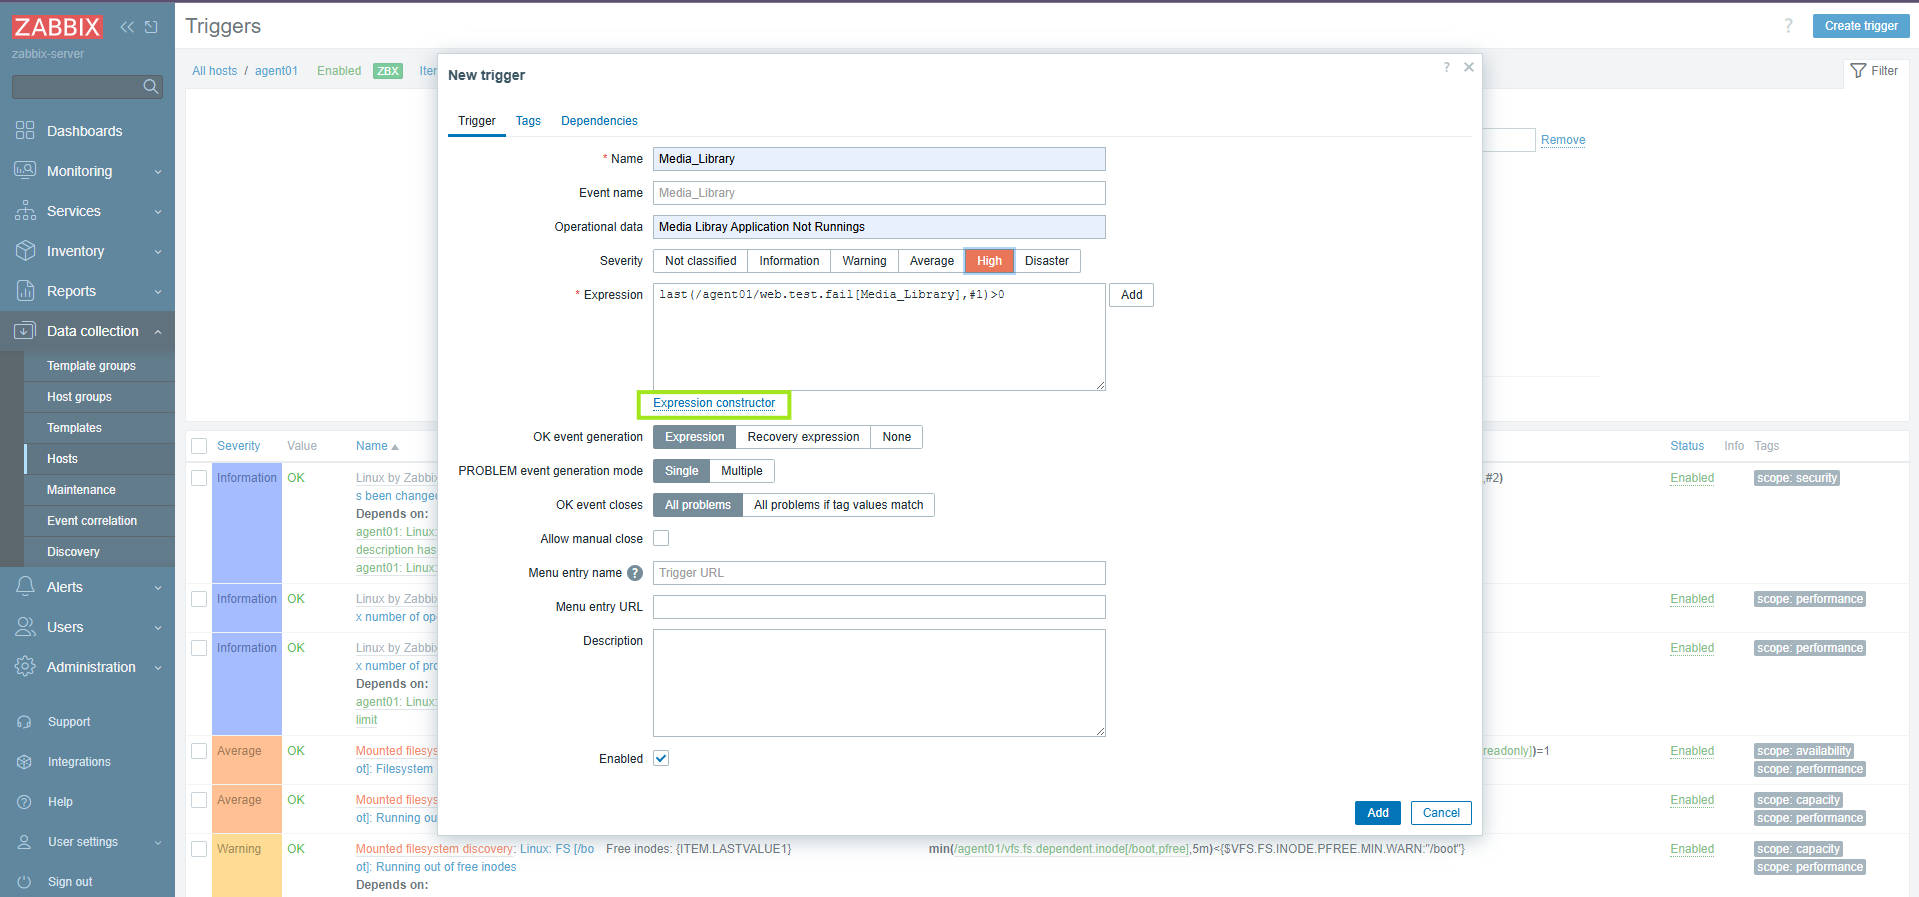 ZABBIX
zabbix-server
Dashboards
Monitoring
Services
Inventory
Reports
Data collection
Template groups
Host groups
Templates
Hosts
Maintenance
Event correlation
Discovery
Alerts
Users
Administration
Support
Integrations
Help
User settings
Sign out
Triggers
? Create trigger
All hosts / agent01 Enabled ZBX Iter
Filter
Remove
New trigger ?
Trigger Tags Dependencies
* Name Media_Library
Event name Media_Library
Operational data Media Libray Application Not Runnings
Severity Not classified Information Warning Average High Disaster
* Expression last(/agent01/web.test.fail[Media_Library],#1)>0 Add
Expression constructor
OK event generation Expression Recovery expression None
PROBLEM event generation mode Single Multiple
OK event closes All problems All problems if tag values match
Allow manual close
Menu entry name ? Trigger URL
Menu entry URL
Description
Enabled
Add Cancel
Severity Value Name Status Info Tags
Information OK Linux by Zabbix ,#2) Enabled scope: security
s been changed
Depends on:
agent01: Linux:
description has
agent01: Linux:
Information OK Linux by Zabbix Enabled scope: performance
x number of ope
Information OK Linux by Zabbix Enabled scope: performance
x number of pro
Depends on:
agent01: Linux:
limit
Average OK Mounted filesys readonly])=1 Enabled scope: availability
ot]: Filesystem scope: performance
Average OK Mounted filesys Enabled scope: capacity
ot]: Running ou scope: performance
Warning OK Mounted filesystem discovery: Linux: FS [/bo Free inodes: {ITEM.LASTVALUE1} min(/agent01/vfs.fs.dependent.inode[/boot,pfree],5m)<{$VFS.FS.INODE.PFREE.MIN.WARN:"/boot"} Enabled scope: capacity
ot]: Running out of free inodes scope: performance
Depends on: